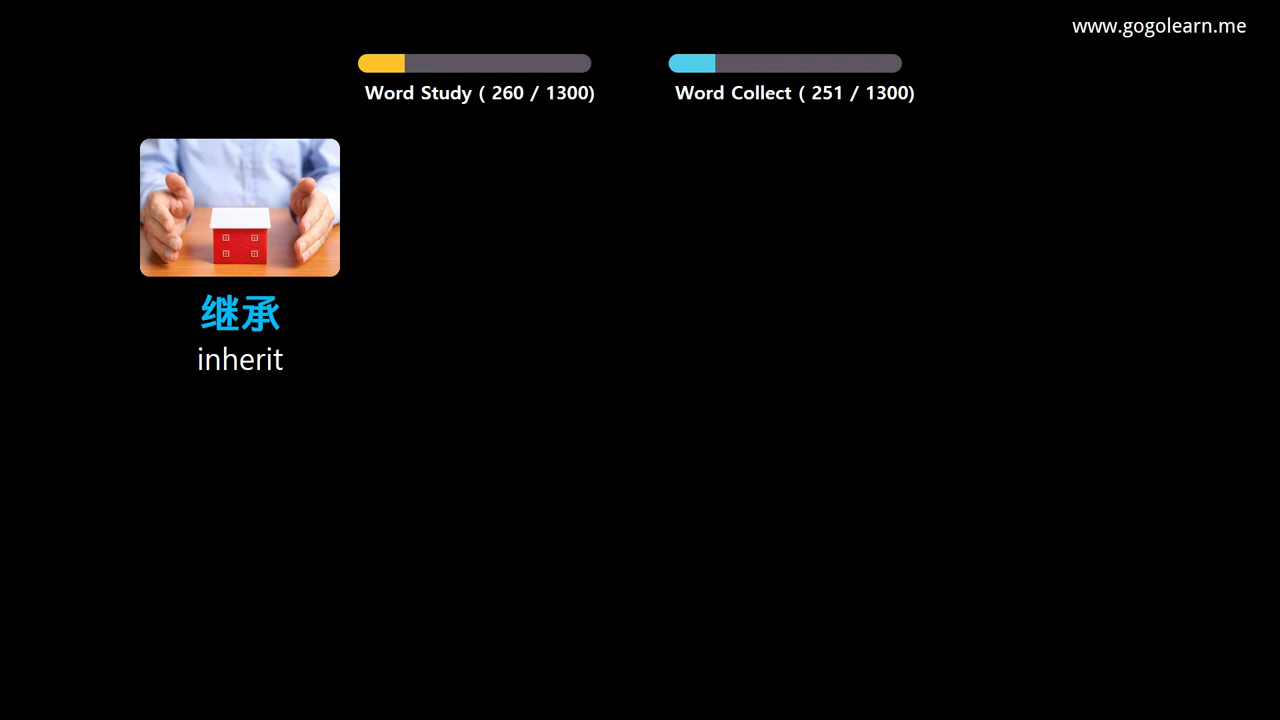 www.gogolearn.me
Word Study ( 260 / 1300)
Word Collect ( 251 / 1300)
继承
inherit